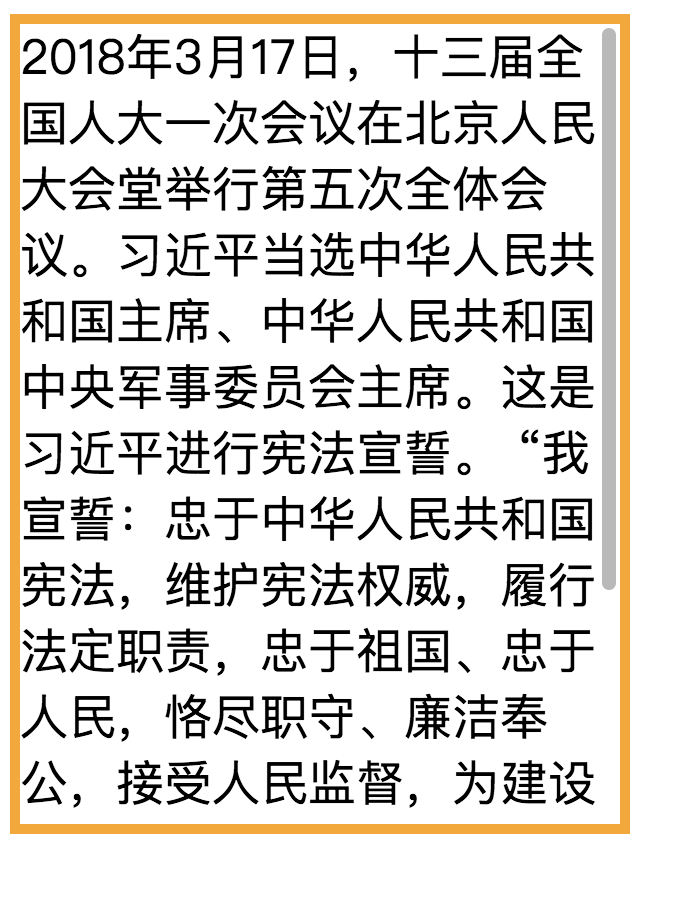 2018年3月17日，十三届全
国人大一次会议在北京人民
大会堂举行第五次全体会
议。习近平当选中华人民共
和国主席、中华人民共和国
中央军事委员会主席。这是
习近平进行宪法宣誓。“我
宣誓：忠于中华人民共和国
宪法，维护宪法权威，履行
法定职责，忠于祖国、忠于
人民，恪尽职守、廉洁奉
公，接受人民监督，为建设